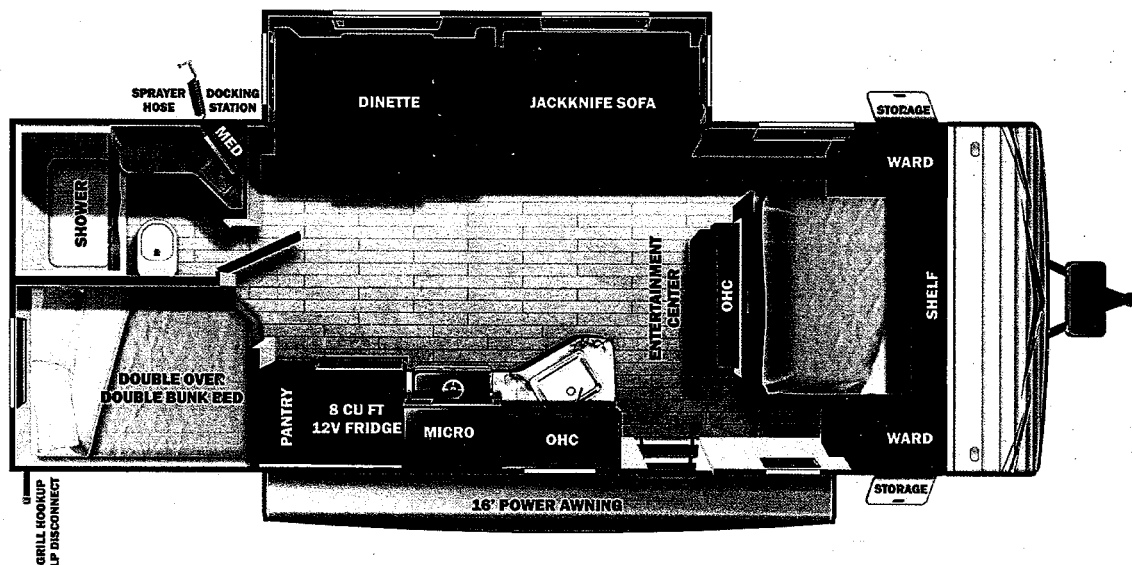 DINETTE
JACKKNIFE SOFA
SPRAYER HOSE
DOCKING STATION
MED
STORAGE
WARD
SHOWER
ENTERTAINMENT CENTER
OHC
SHELF
DOUBLE OVER
DOUBLE BUNK BED
PANTRY
8 CU FT
12V FRIDGE
MICRO
OHC
WARD
STORAGE
16' POWER AWNING
GRILL HOOKUP
LP DISCONNECT